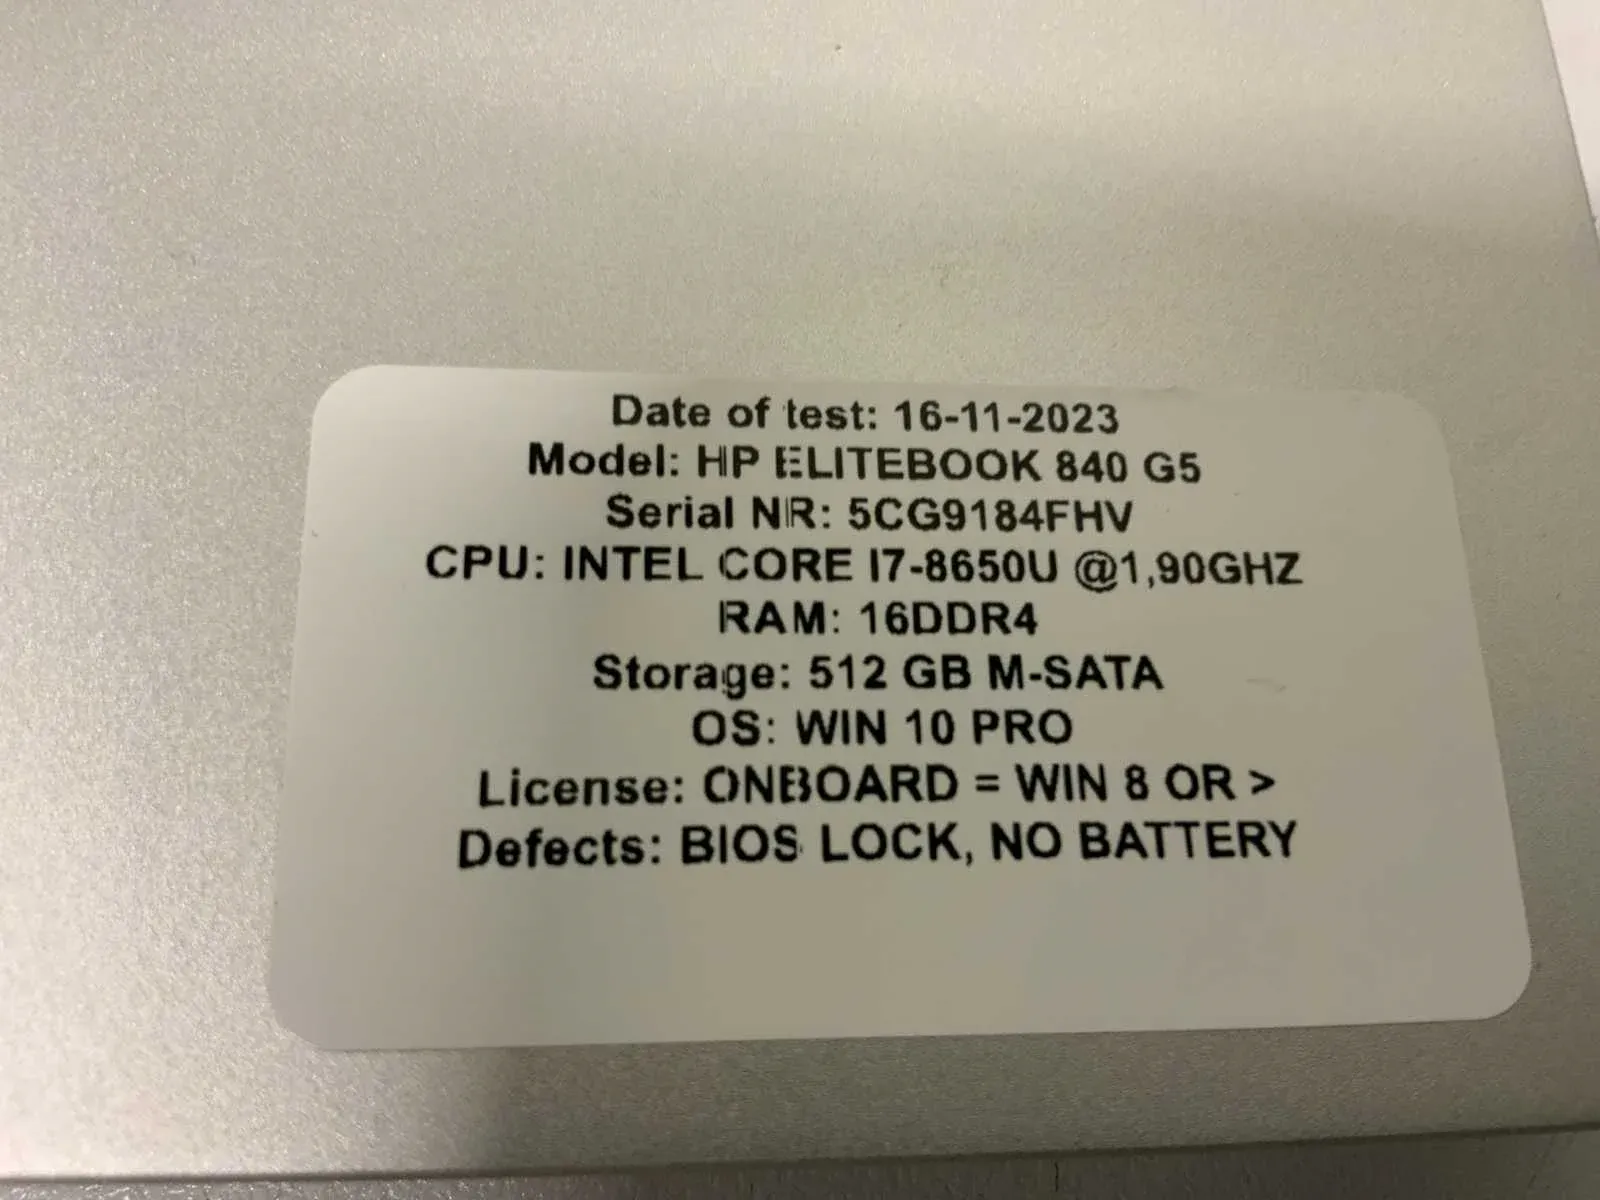 Date of test: 16-11-2023
Model: HP ELITEBOOK 840 G5
Serial NR: 5CG9184FHV
CPU: INTEL CORE I7-8650U @1,90GHZ
RAM: 16DDR4
Storage: 512 GB M-SATA
OS: WIN 10 PRO
License: ONBOARD = WIN 8 OR >
Defects: BIOS LOCK, NO BATTERY